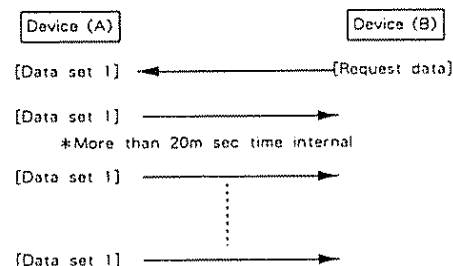 Device (A) Device (B)
[Data set 1] [Request data]
[Data set 1]
*More than 20m sec time internal
[Data set 1]
[Data set 1]